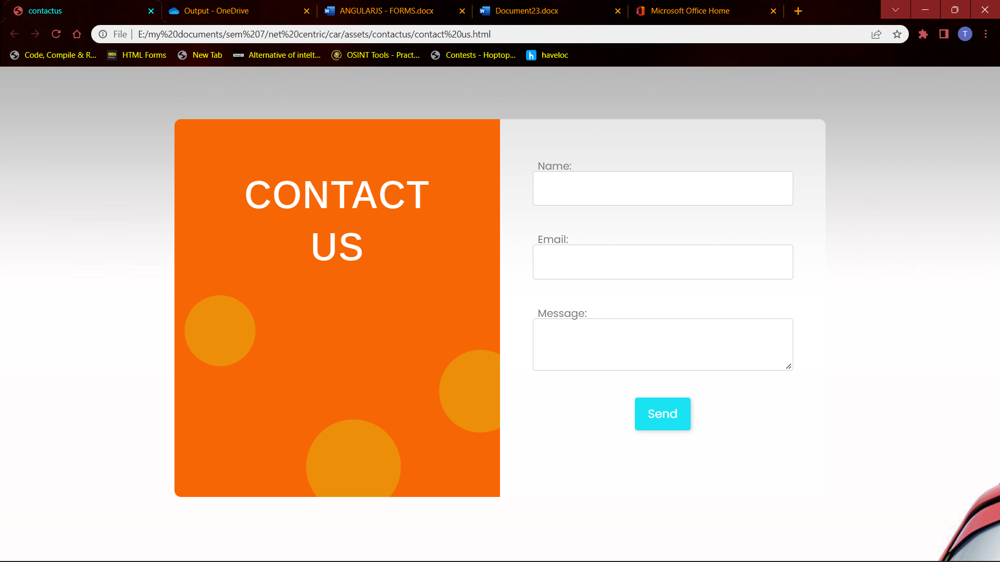 contactus
Output - OneDrive
ANGULARJS - FORMS.docx
Document23.docx
Microsoft Office Home
File
E:/my%20documents/sem%207/net%20centric/car/assets/contactus/contact%20us.html
T
Code, Compile & R...
HTML Forms
New Tab
Alternative of intelt...
OSINT Tools - Pract...
Contests - Hoptop...
h
haveloc
CONTACT
US
Name:
Email:
Message:
Send